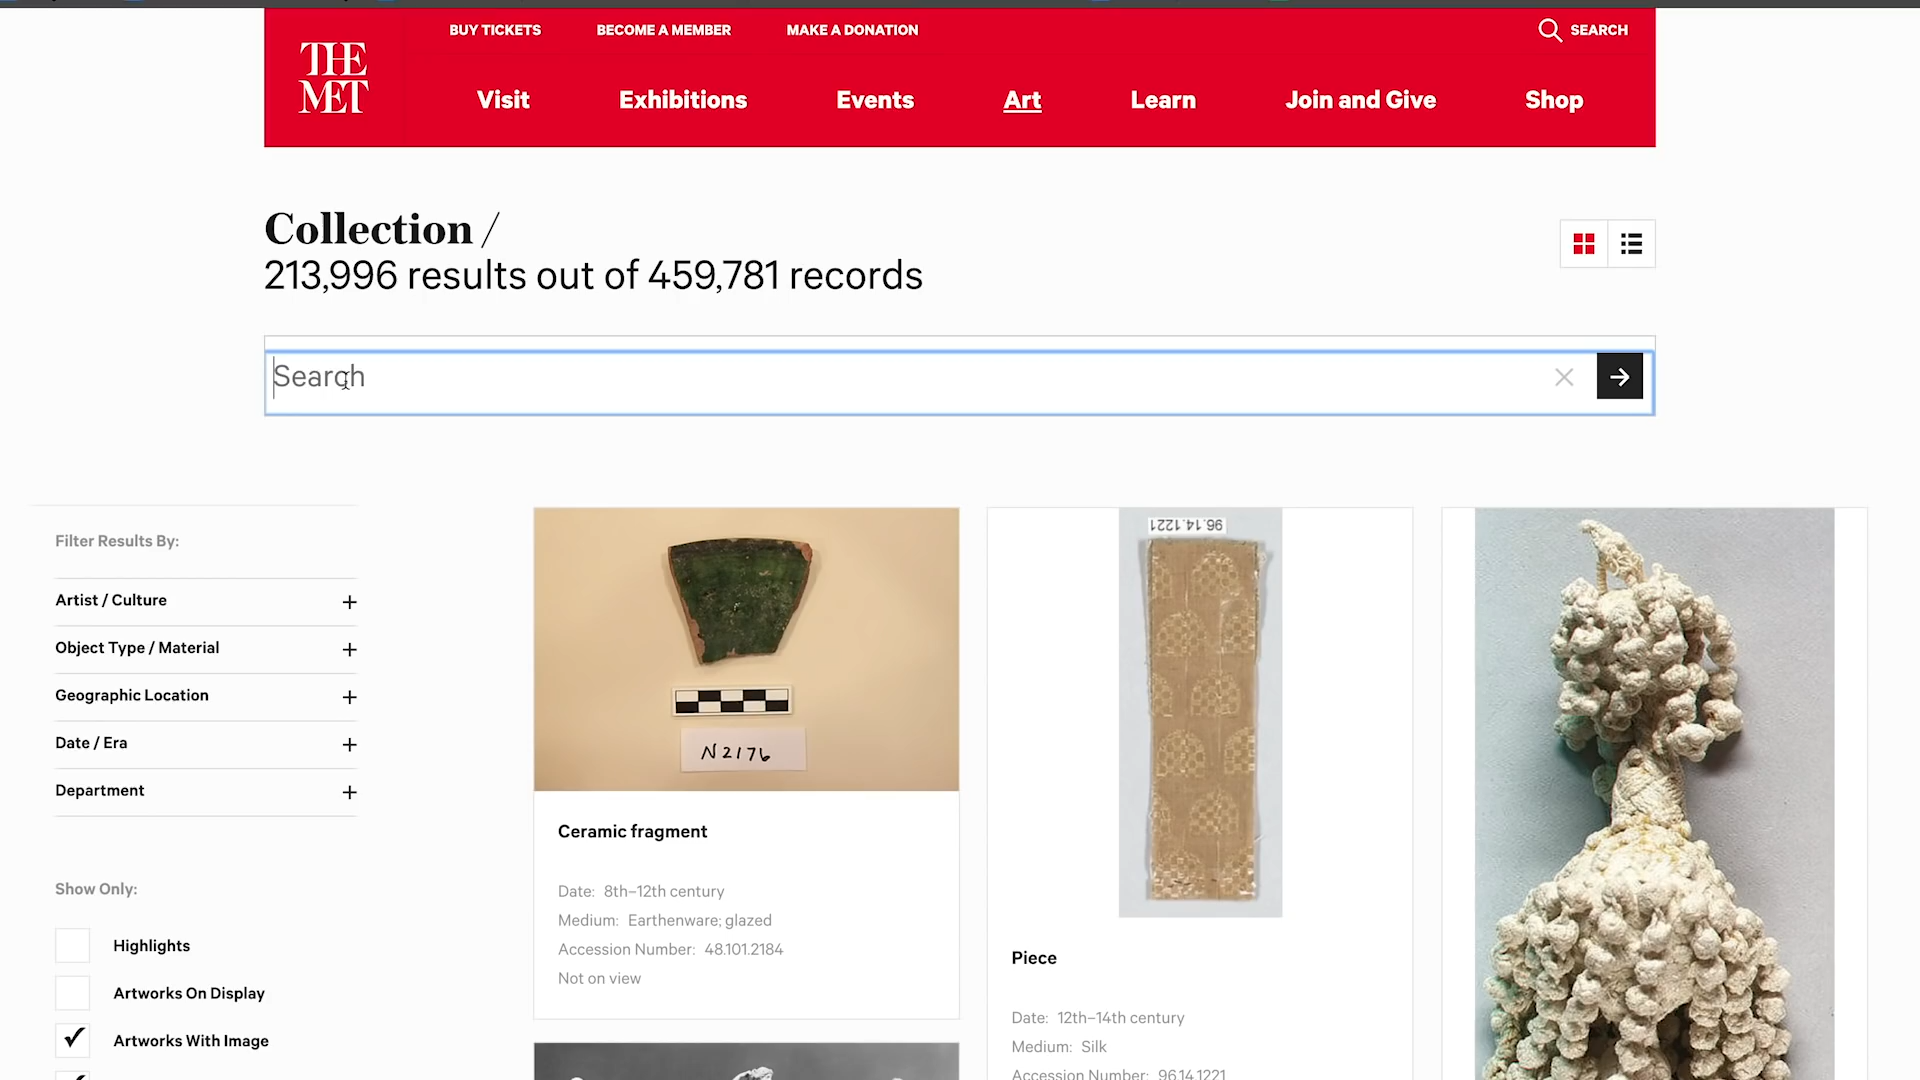 BUY TICKETS BECOME A MEMBER MAKE A DONATION SEARCH
THE
MET
Visit Exhibitions Events Art Learn Join and Give Shop
Collection /
213,996 results out of 459,781 records
Search
Filter Results By:
Artist / Culture +
Object Type / Material +
Geographic Location +
Date / Era +
Department +
Show Only:
Highlights
Artworks On Display
Artworks With Image
N2176
Ceramic fragment
Date: 8th–12th century
Medium: Earthenware; glazed
Accession Number: 48.101.2184
Not on view
96.14.1221
Piece
Date: 12th–14th century
Medium: Silk
Accession Number: 96.14.1221